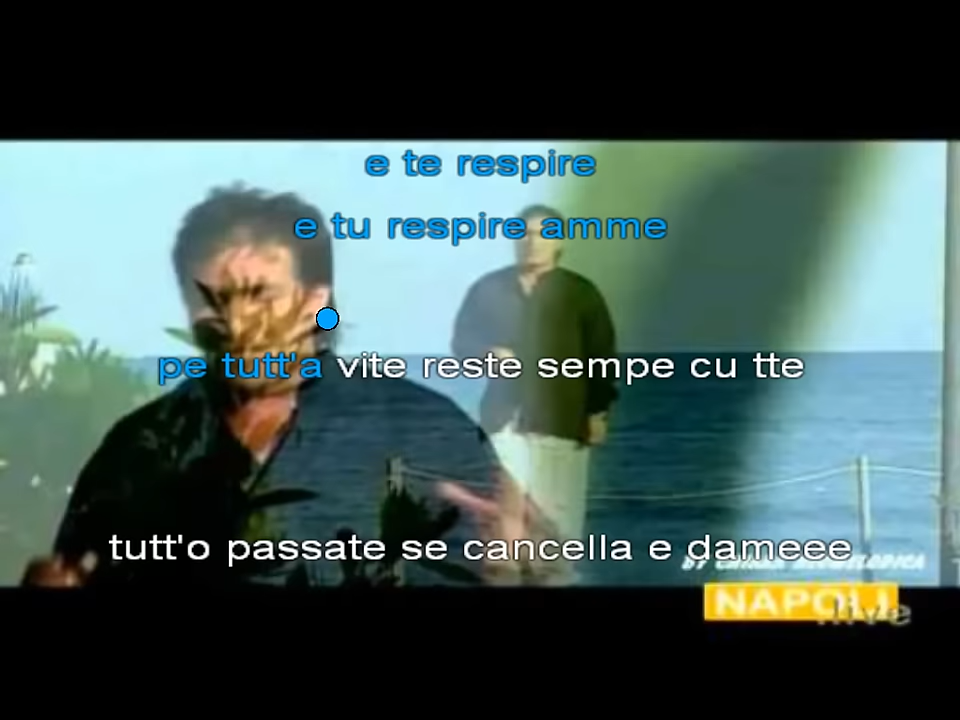 e te respire
e tu respire amme
pe tutt'a vite reste sempe cu tte
tutt'o passate se cancella e dameee
NAPOLI
live